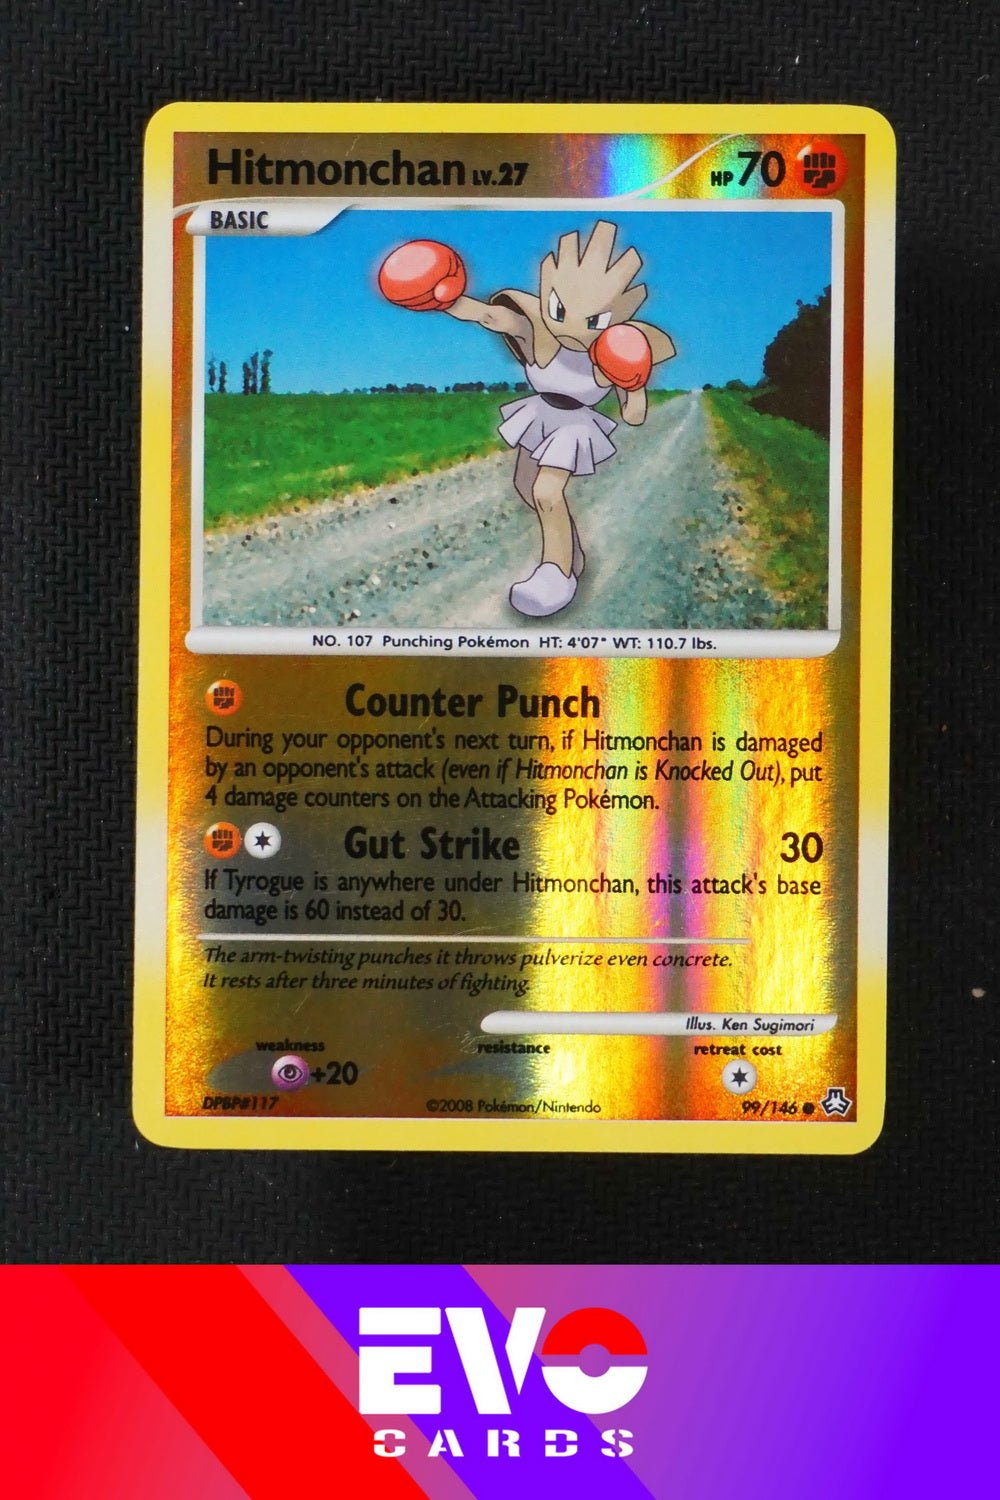 Hitmonchan LV.27 HP 70
BASIC
NO. 107 Punching Pokémon HT: 4'07" WT: 110.7 lbs.
Counter Punch
During your opponent's next turn, if Hitmonchan is damaged
by an opponent's attack (even if Hitmonchan is Knocked Out), put
4 damage counters on the Attacking Pokémon.
Gut Strike 30
If Tyrogue is anywhere under Hitmonchan, this attack's base
damage is 60 instead of 30.
The arm-twisting punches it throws pulverize even concrete.
It rests after three minutes of fighting.
Illus. Ken Sugimori
weakness resistance retreat cost
+20
DPBP#117 ©2008 Pokémon/Nintendo 99/146
EVO
CARDS